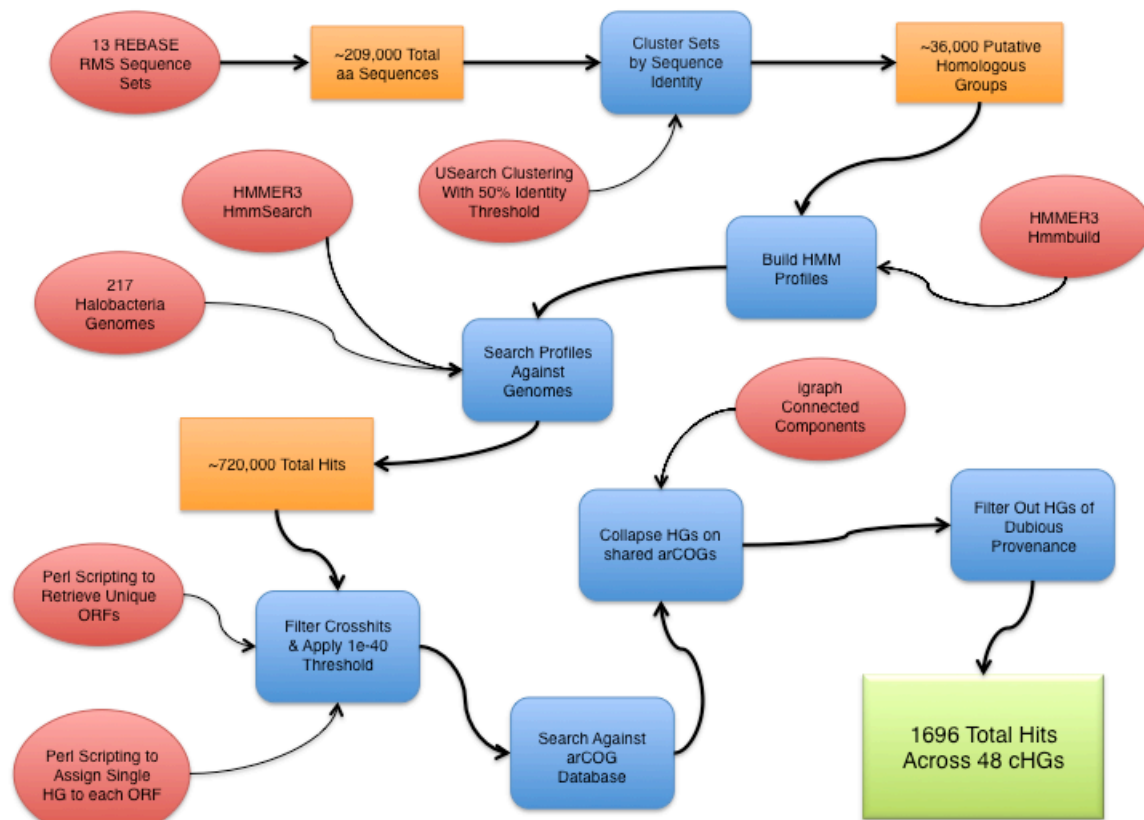 13 REBASE
RMS Sequence
Sets
~209,000 Total
aa Sequences
Cluster Sets
by Sequence
Identity
~36,000 Putative
Homologous
Groups
USearch Clustering
With 50% Identity
Threshold
HMMER3
HmmSearch
HMMER3
Hmmbuild
Build HMM
Profiles
217
Halobacteria
Genomes
Search Profiles
Against
Genomes
igraph
Connected
Components
~720,000 Total Hits
Collapse HGs on
shared arCOGs
Filter Out HGs of
Dubious
Provenance
Perl Scripting to
Retrieve Unique
ORFs
Filter Crosshits
& Apply 1e-40
Threshold
Search Against
arCOG
Database
Perl Scripting to
Assign Single
HG to each ORF
1696 Total Hits
Across 48 cHGs